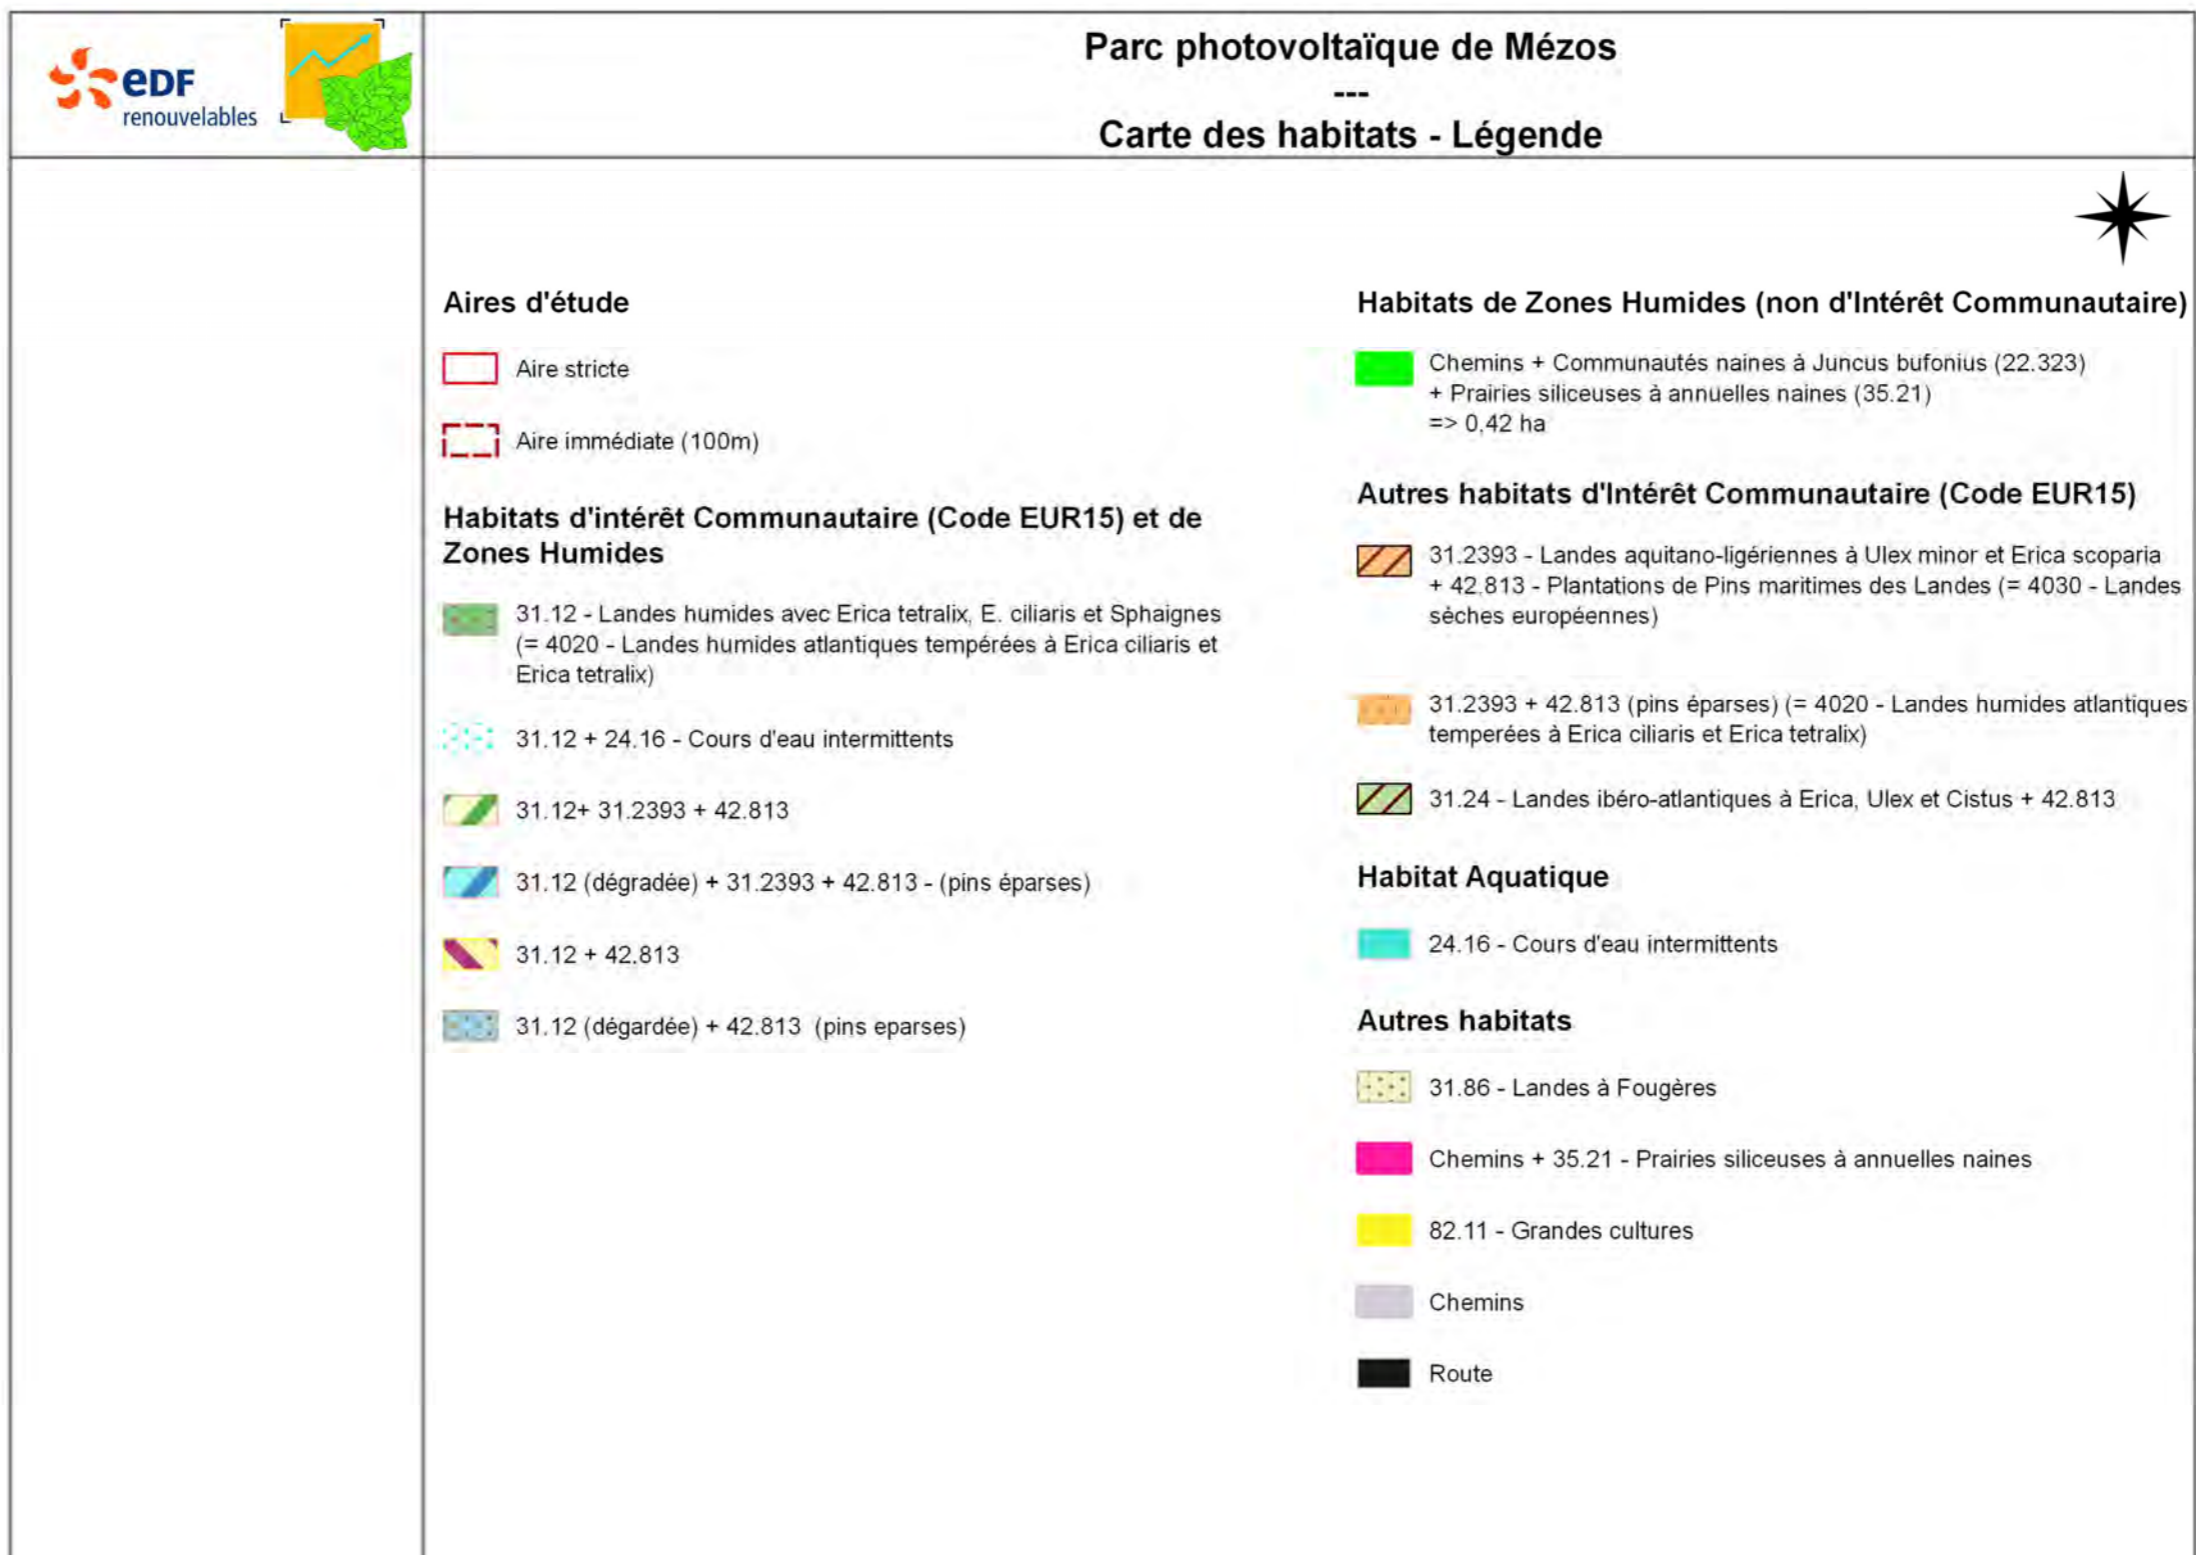 eDF
renouvelables
Parc photovoltaïque de Mézos
---
Carte des habitats - Légende
Aires d'étude
Aire stricte
Aire immédiate (100m)
Habitats d'intérêt Communautaire (Code EUR15) et de
Zones Humides
31.12 - Landes humides avec Erica tetralix, E. ciliaris et Sphaignes
(= 4020 - Landes humides atlantiques tempérées à Erica ciliaris et
Erica tetralix)
31.12 + 24.16 - Cours d'eau intermittents
31.12+ 31.2393 + 42.813
31.12 (dégradée) + 31.2393 + 42.813 - (pins éparses)
31.12 + 42.813
31.12 (dégardée) + 42.813 (pins eparses)
Habitats de Zones Humides (non d'Intérêt Communautaire)
Chemins + Communautés naines à Juncus bufonius (22.323)
+ Prairies siliceuses à annuelles naines (35.21)
=> 0,42 ha
Autres habitats d'Intérêt Communautaire (Code EUR15)
31.2393 - Landes aquitano-ligériennes à Ulex minor et Erica scoparia
+ 42.813 - Plantations de Pins maritimes des Landes (= 4030 - Landes
sèches européennes)
31.2393 + 42.813 (pins éparses) (= 4020 - Landes humides atlantiques
temperées à Erica ciliaris et Erica tetralix)
31.24 - Landes ibéro-atlantiques à Erica, Ulex et Cistus + 42.813
Habitat Aquatique
24.16 - Cours d'eau intermittents
Autres habitats
31.86 - Landes à Fougères
Chemins + 35.21 - Prairies siliceuses à annuelles naines
82.11 - Grandes cultures
Chemins
Route